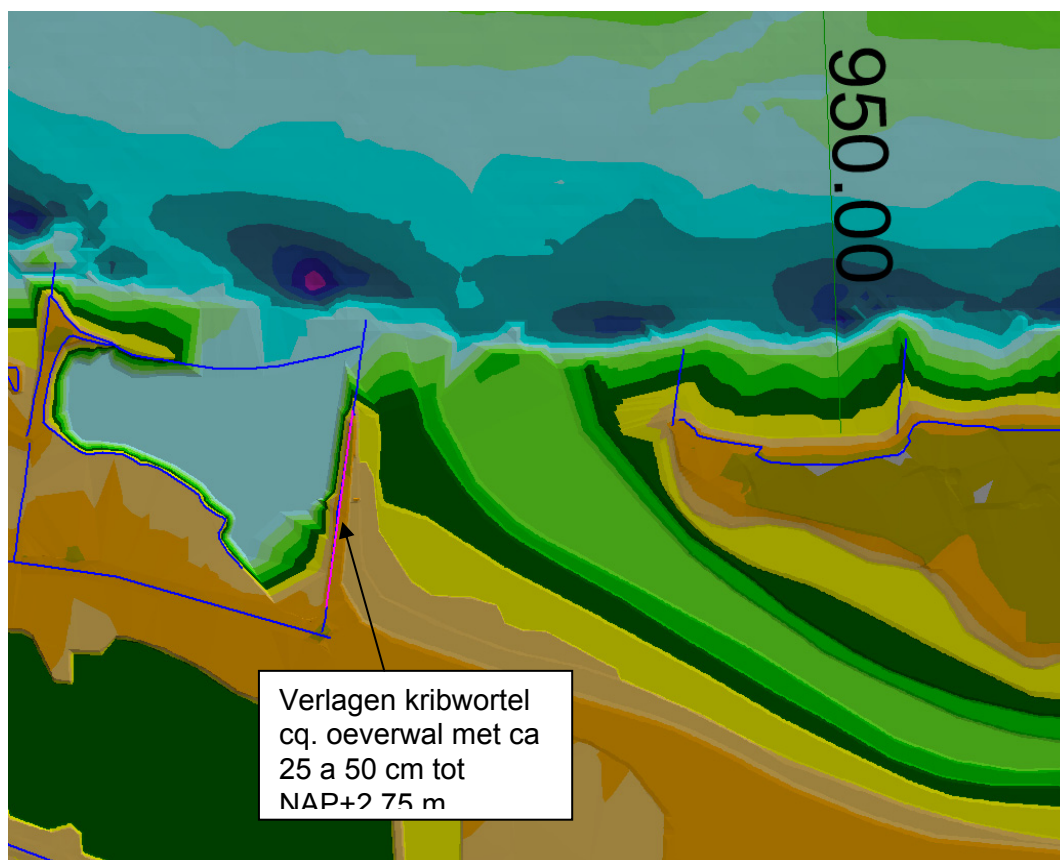 950.00
Verlagen kribwortel
cq. oeverwal met ca
25 a 50 cm tot
NAP+2.75 m